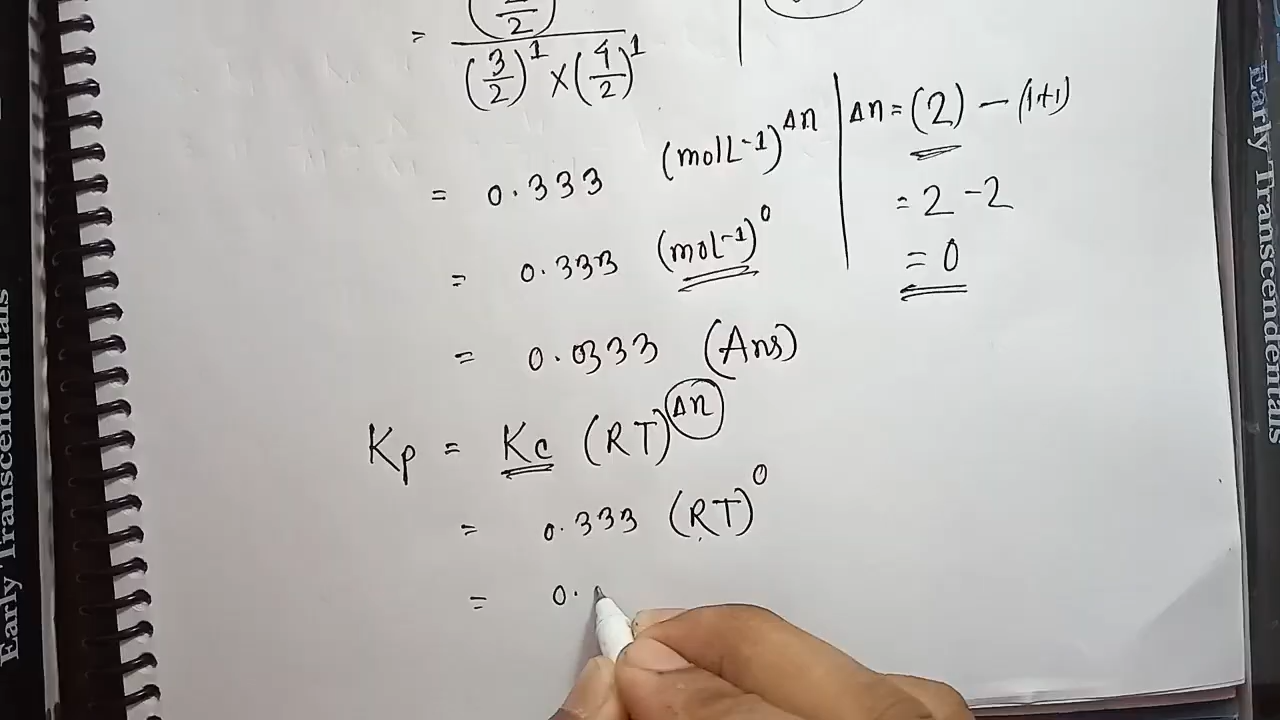 = (2/2) / (3/2)^1 × (4/2)^1
= 0.333 (molL-1)^Δn
= 0.333 (moL-1)^0
= 0.0333 (Ans)
Δn = (2) - (1+1)
= 2 - 2
= 0
Kp = Kc (RT)^Δn
= 0.333 (RT)^0
= 0.
Early Transcendentals
Early Transcendentals